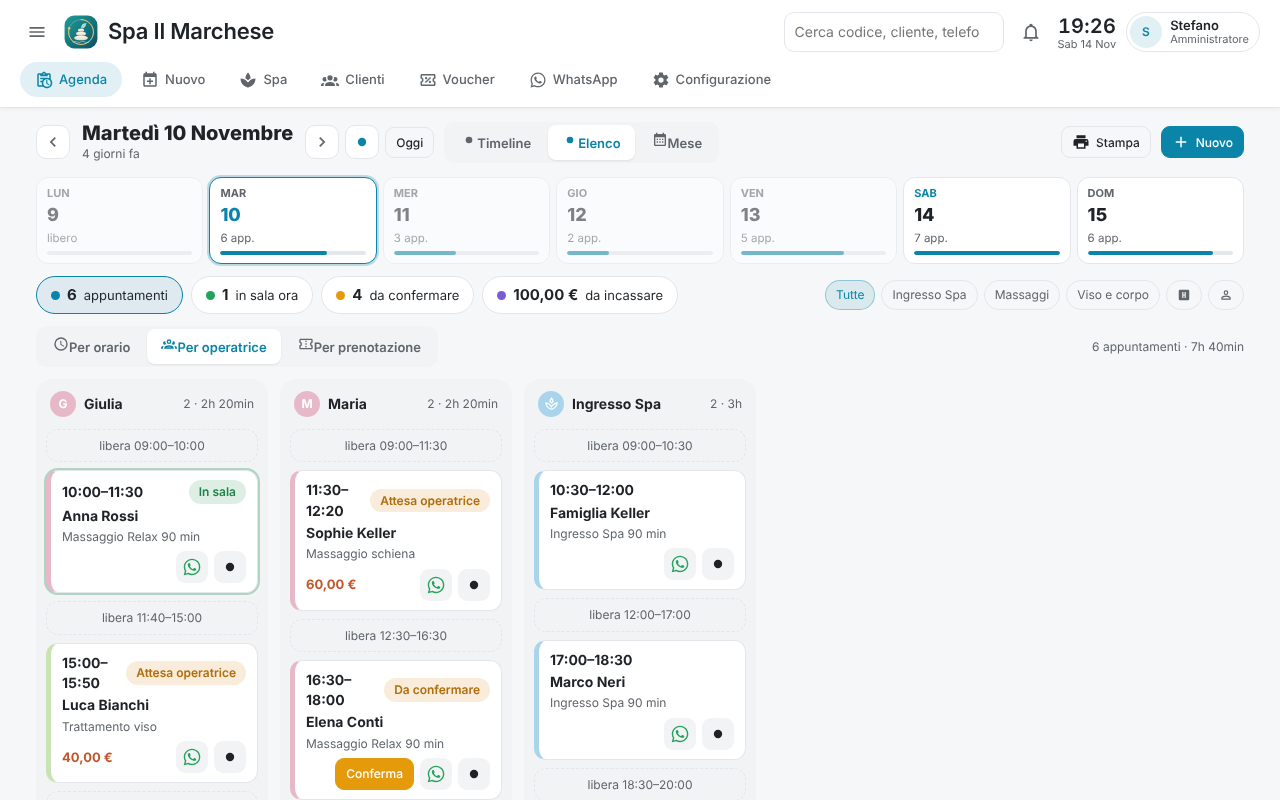 Spa Il Marchese
Cerca codice, cliente, telefo
19:26
Sab 14 Nov
S
Stefano
Amministratore
Agenda
Nuovo
Spa
Clienti
Voucher
WhatsApp
Configurazione
Martedì 10 Novembre
4 giorni fa
Oggi
Timeline
Elenco
Mese
Stampa
Nuovo
LUN
9
libero
MAR
10
6 app.
MER
11
3 app.
GIO
12
2 app.
VEN
13
5 app.
SAB
14
7 app.
DOM
15
6 app.
6 appuntamenti
1 in sala ora
4 da confermare
100,00 € da incassare
Tutte
Ingresso Spa
Massaggi
Viso e corpo
Per orario
Per operatrice
Per prenotazione
6 appuntamenti · 7h 40min
G
Giulia
2 · 2h 20min
libera 09:00–10:00
10:00–11:30
In sala
Anna Rossi
Massaggio Relax 90 min
libera 11:40–15:00
15:00–
15:50
Attesa operatrice
Luca Bianchi
Trattamento viso
40,00 €
M
Maria
2 · 2h 20min
libera 09:00–11:30
11:30–
12:20
Attesa operatrice
Sophie Keller
Massaggio schiena
60,00 €
libera 12:30–16:30
16:30–
18:00
Da confermare
Elena Conti
Massaggio Relax 90 min
Conferma
Ingresso Spa
2 · 3h
libera 09:00–10:30
10:30–12:00
Famiglia Keller
Ingresso Spa 90 min
libera 12:00–17:00
17:00–18:30
Marco Neri
Ingresso Spa 90 min
libera 18:30–20:00